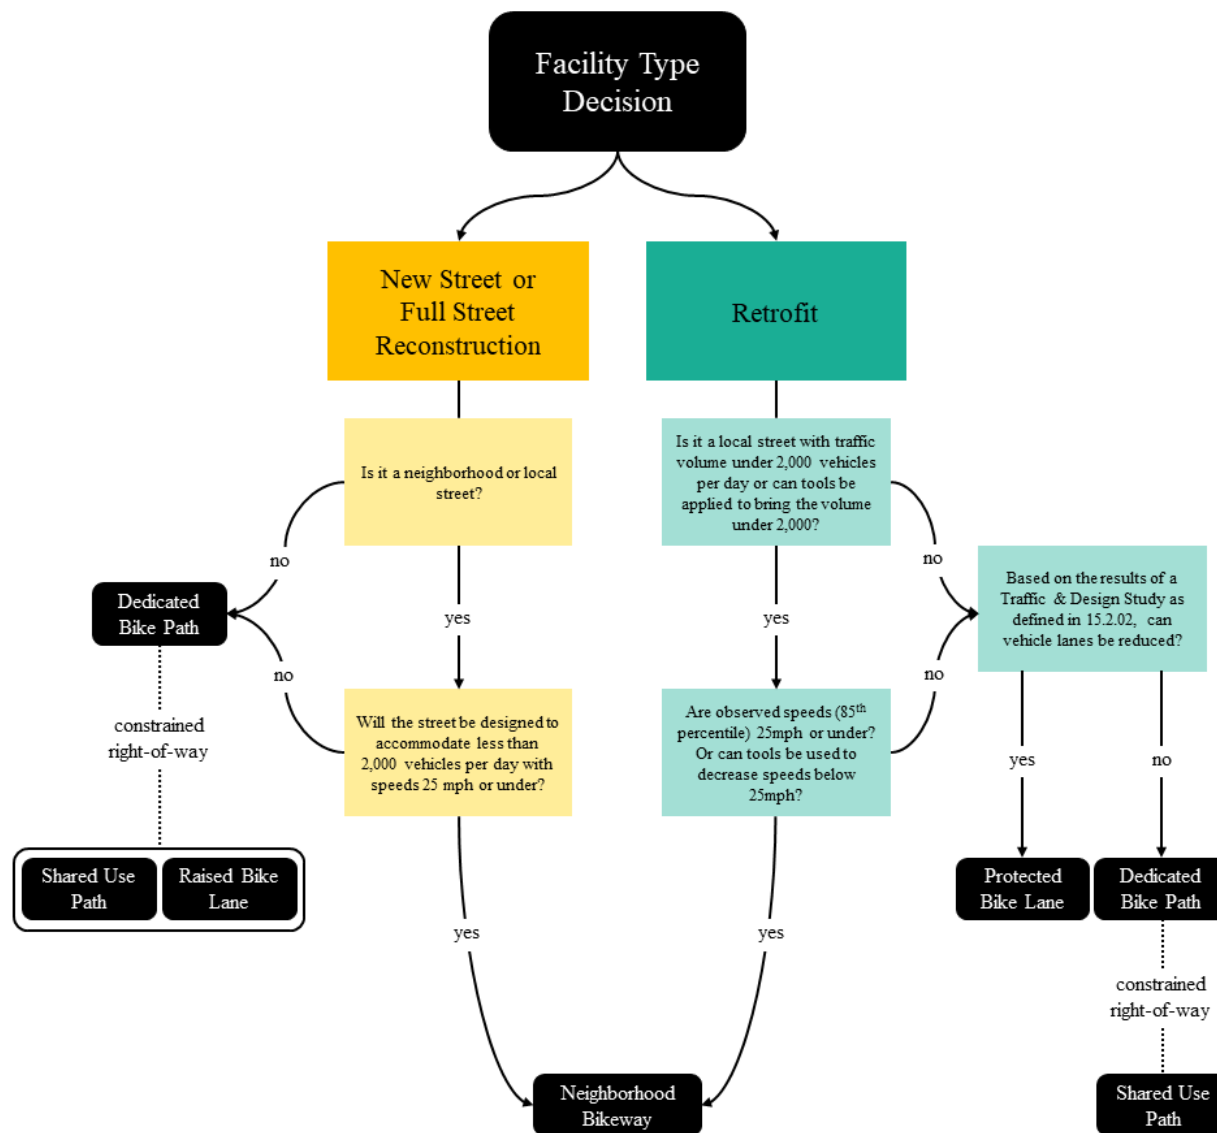 Facility Type
Decision
New Street or
Full Street
Reconstruction
Retrofit
Is it a neighborhood or local
street?
Is it a local street with traffic
volume under 2,000 vehicles
per day or can tools be
applied to bring the volume
under 2,000?
no
no
Based on the results of a
Traffic & Design Study as
defined in 15.2.02, can
vehicle lanes be reduced?
Dedicated
Bike Path
yes
yes
no
no
constrained
right-of-way
Will the street be designed to
accommodate less than
2,000 vehicles per day with
speeds 25 mph or under?
Are observed speeds (85th
percentile) 25mph or under?
Or can tools be used to
decrease speeds below
25mph?
yes
no
Shared Use
Path
Raised Bike
Lane
Protected
Bike Lane
Dedicated
Bike Path
yes
yes
constrained
right-of-way
Neighborhood
Bikeway
Shared Use
Path